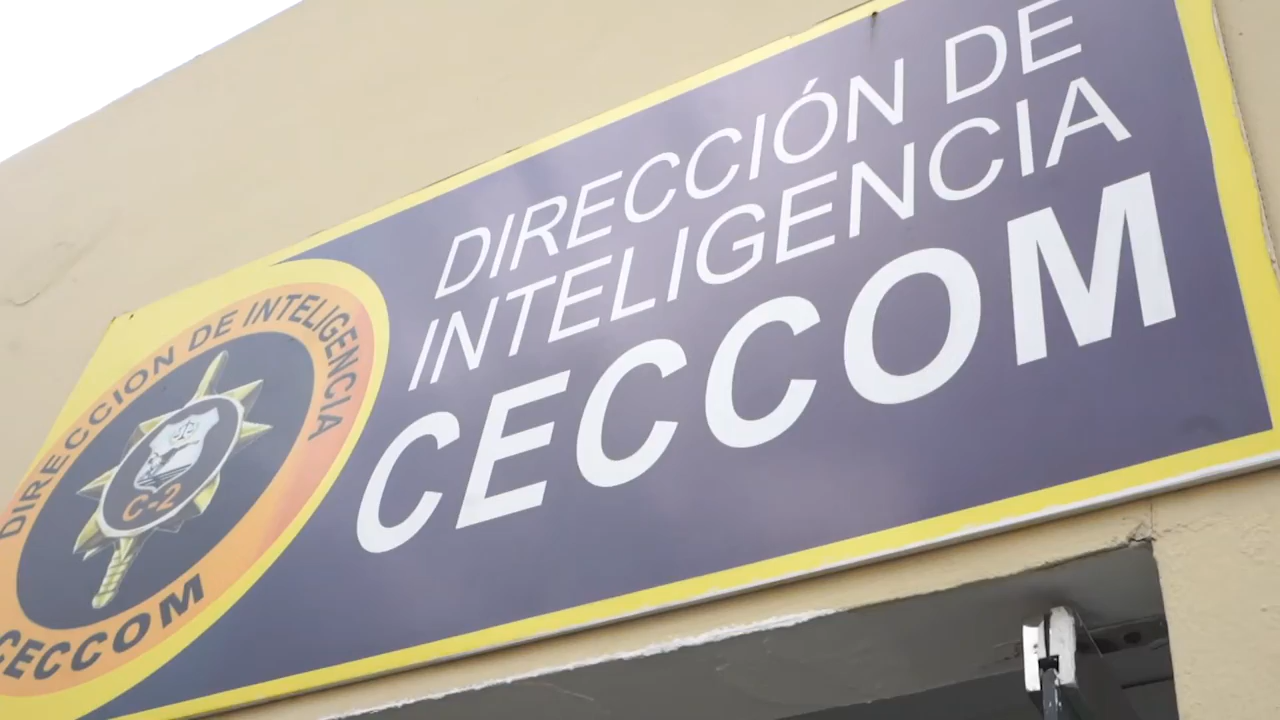 DIRECCIÓN DE
INTELIGENCIA
CECCOM
DIRECCION DE INTELIGENCIA
C-2
CECCOM